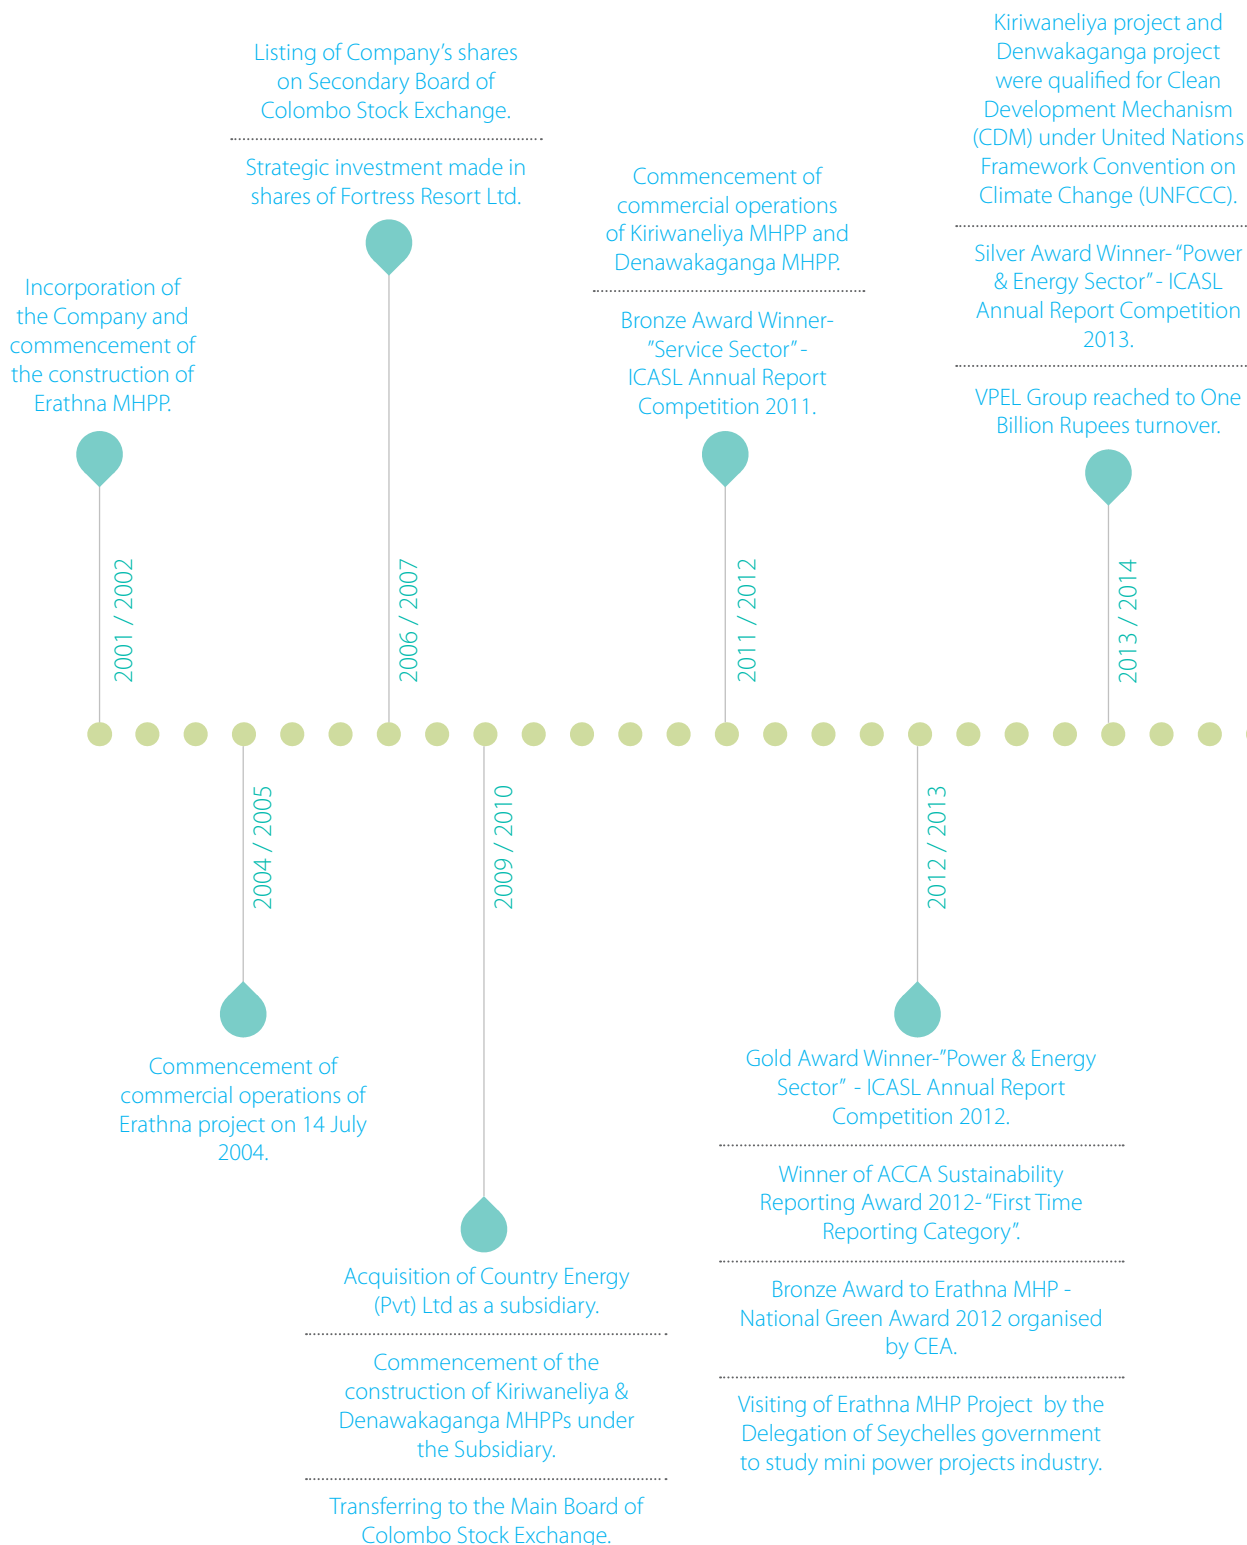 Incorporation of
the Company and
commencement of
the construction of
Erathna MHPP.
2001 / 2002
Commencement of
commercial operations of
Erathna project on 14 July
2004.
2004 / 2005
Listing of Company’s shares
on Secondary Board of
Colombo Stock Exchange.
Strategic investment made in
shares of Fortress Resort Ltd.
2006 / 2007
2009 / 2010
Acquisition of Country Energy
(Pvt) Ltd as a subsidiary.
Commencement of the
construction of Kiriwaneliya &
Denawakaganga MHPPs under
the Subsidiary.
Transferring to the Main Board of
Colombo Stock Exchange.
Commencement of
commercial operations
of Kiriwaneliya MHPP and
Denawakaganga MHPP.
Bronze Award Winner-
”Service Sector” -
ICASL Annual Report
Competition 2011.
2011 / 2012
2012 / 2013
Gold Award Winner-”Power & Energy
Sector”  - ICASL Annual Report
Competition 2012.
Winner of ACCA Sustainability
Reporting Award 2012- “First Time
Reporting Category”.
Bronze Award to Erathna MHP -
National Green Award 2012 organised
by CEA.
Visiting of Erathna MHP Project  by the
Delegation of Seychelles government
to study mini power projects industry.
Kiriwaneliya project and
Denwakaganga project
were qualified for Clean
Development Mechanism
(CDM) under United Nations
Framework Convention on
Climate Change (UNFCCC).
Silver Award Winner- “Power
& Energy Sector” - ICASL
Annual Report Competition
2013.
VPEL Group reached to One
Billion Rupees turnover.
2013 / 2014